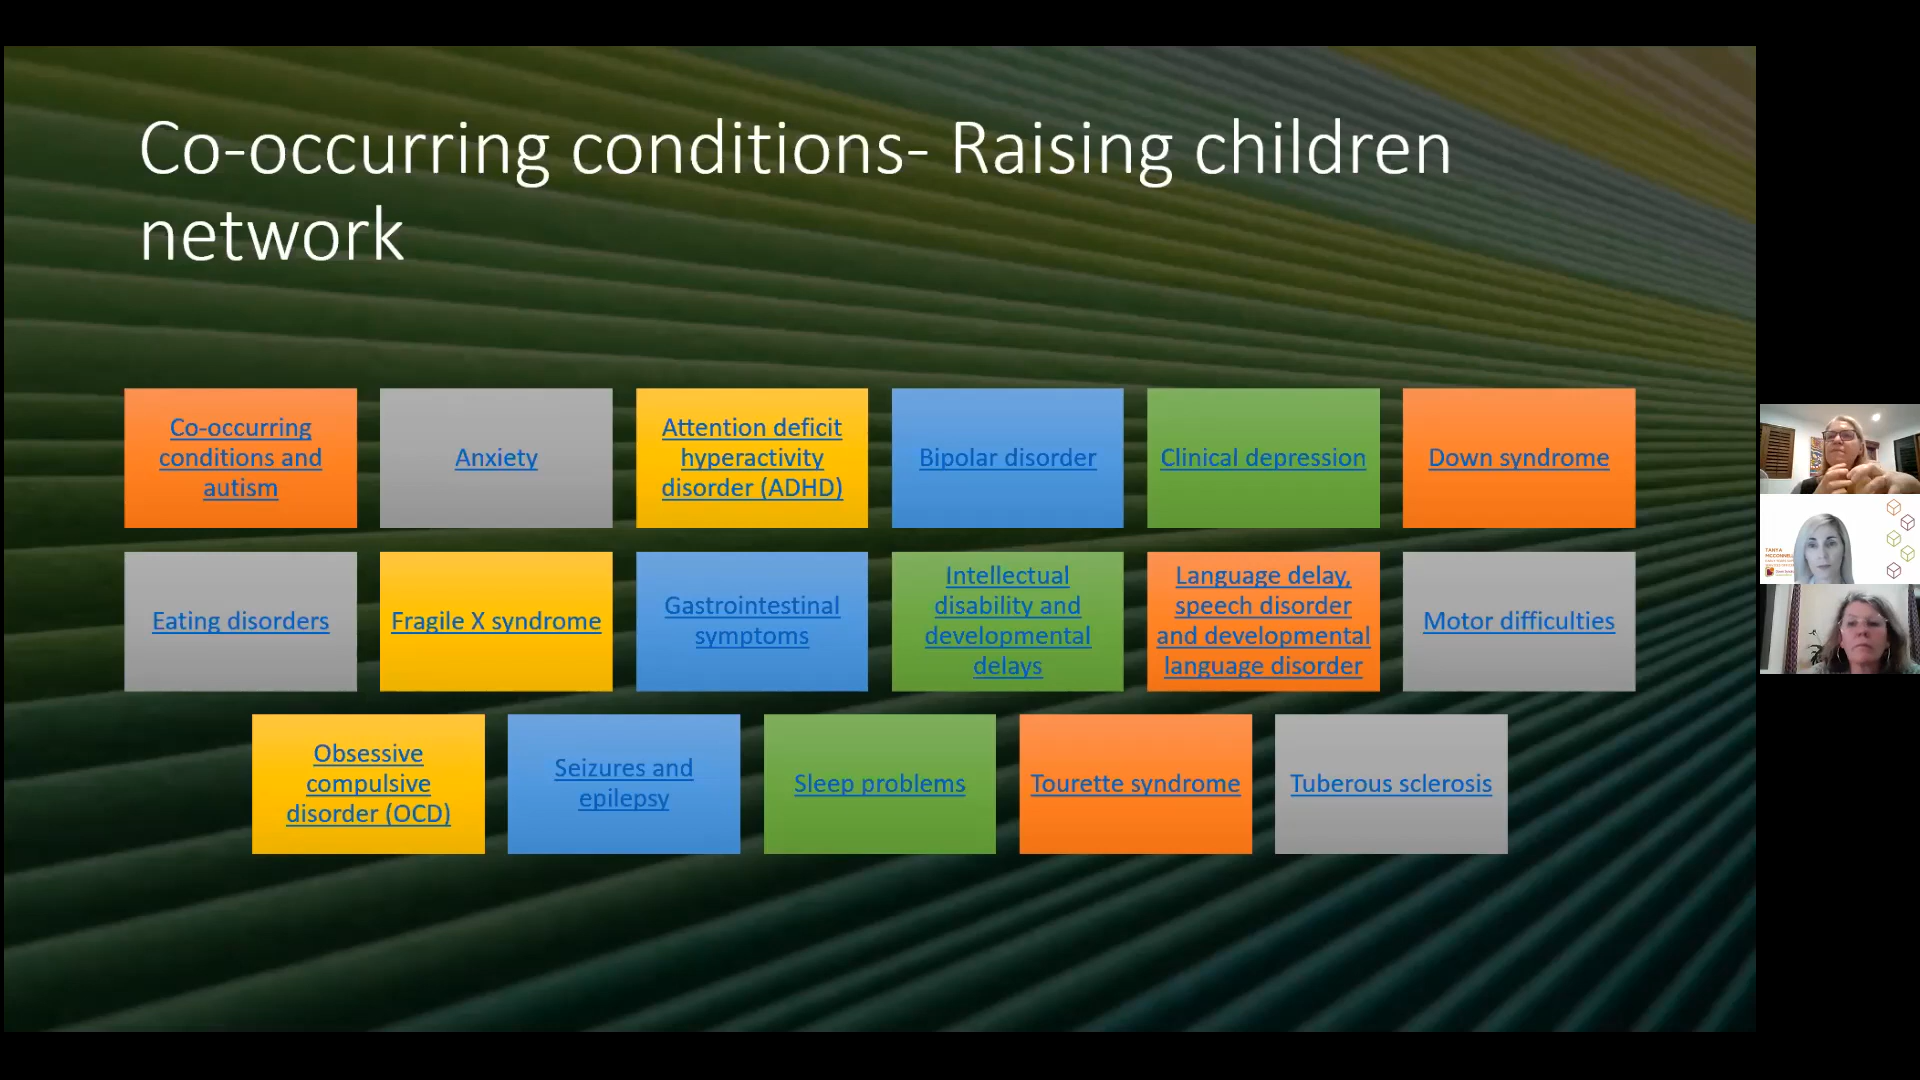 Co-occurring conditions- Raising children
network
Co-occurring
conditions and
autism
Anxiety
Attention deficit
hyperactivity
disorder (ADHD)
Bipolar disorder
Clinical depression
Down syndrome
Eating disorders
Fragile X syndrome
Gastrointestinal
symptoms
Intellectual
disability and
developmental
delays
Language delay,
speech disorder
and developmental
language disorder
Motor difficulties
Obsessive
compulsive
disorder (OCD)
Seizures and
epilepsy
Sleep problems
Tourette syndrome
Tuberous sclerosis
TANYA